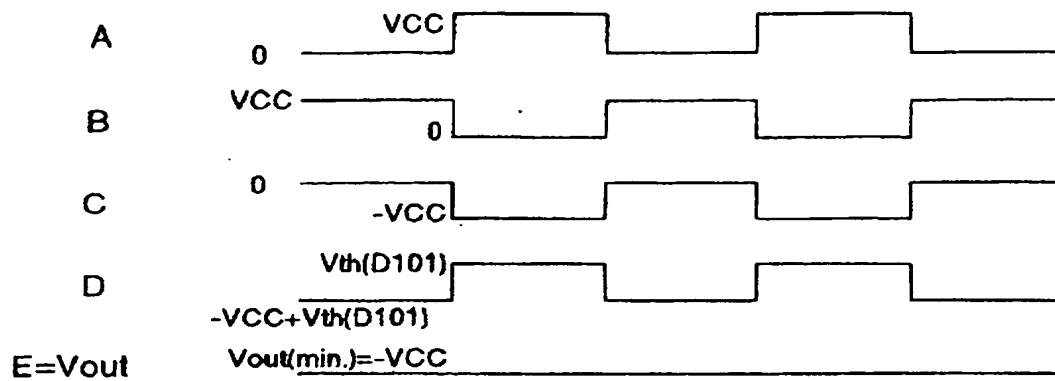 A
VCC
0
B
VCC
0
C
0
-VCC
D
Vth(D101)
-VCC+Vth(D101)
E=Vout
Vout(min.)=-VCC